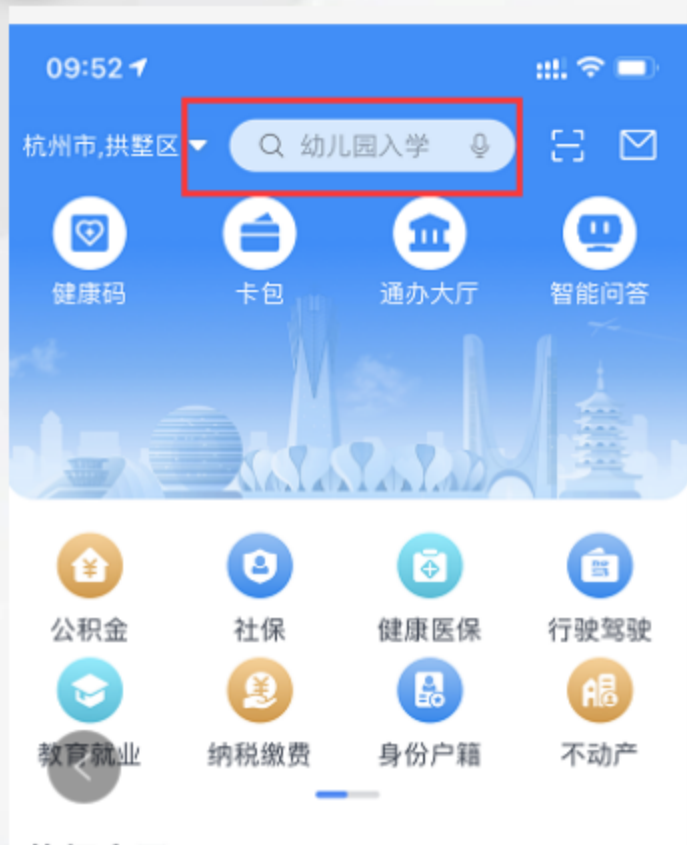 09:52
杭州市,拱墅区
幼儿园入学
健康码 卡包 通办大厅 智能问答
公积金 社保 健康医保 行驶驾驶
教育就业 纳税缴费 身份户籍 不动产